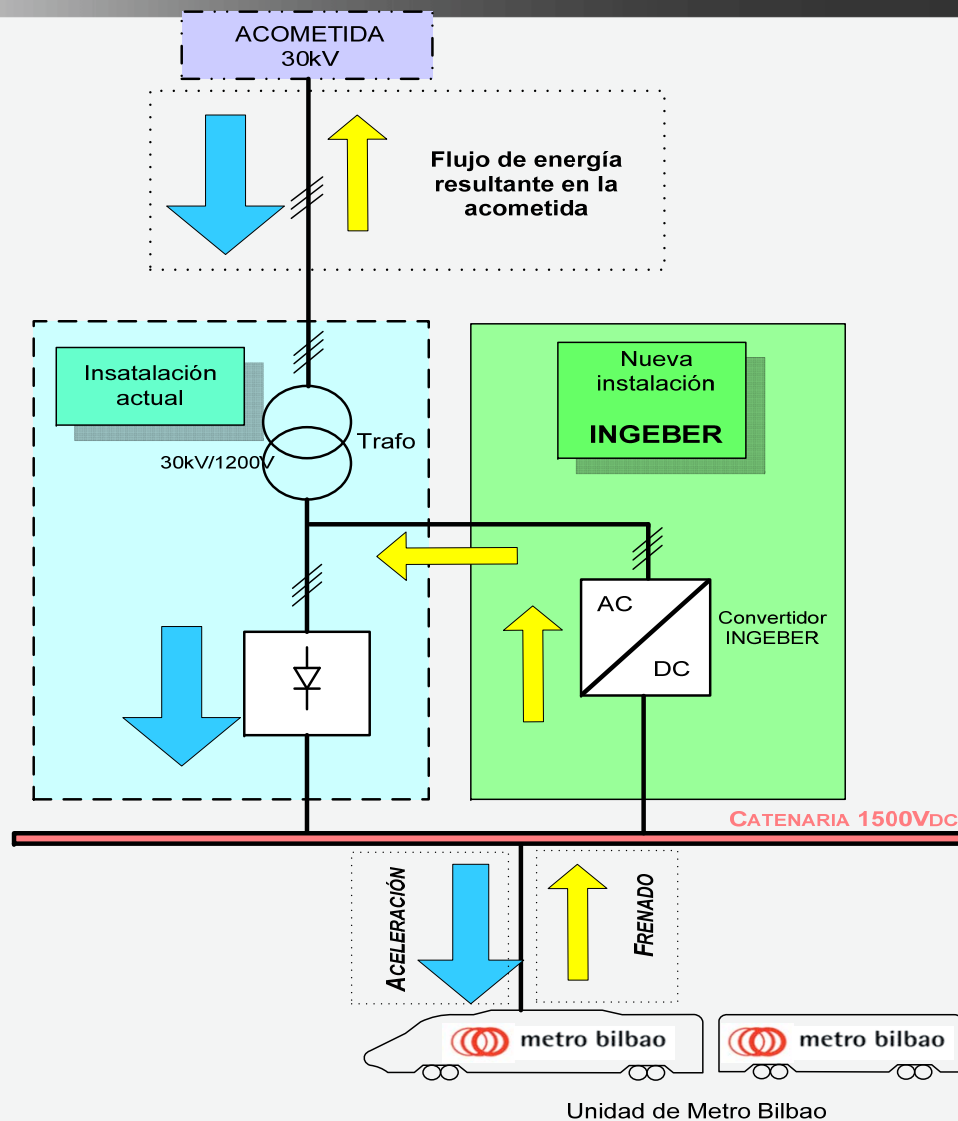 ACOMETIDA
30kV
Flujo de energía
resultante en la
acometida
Insatalación
actual
Trafo
30kV/1200V
Nueva
instalación
INGEBER
AC
DC
Convertidor
INGEBER
CATENARIA 1500VDC
ACELERACIÓN
FRENADO
metro bilbao
metro bilbao
Unidad de Metro Bilbao